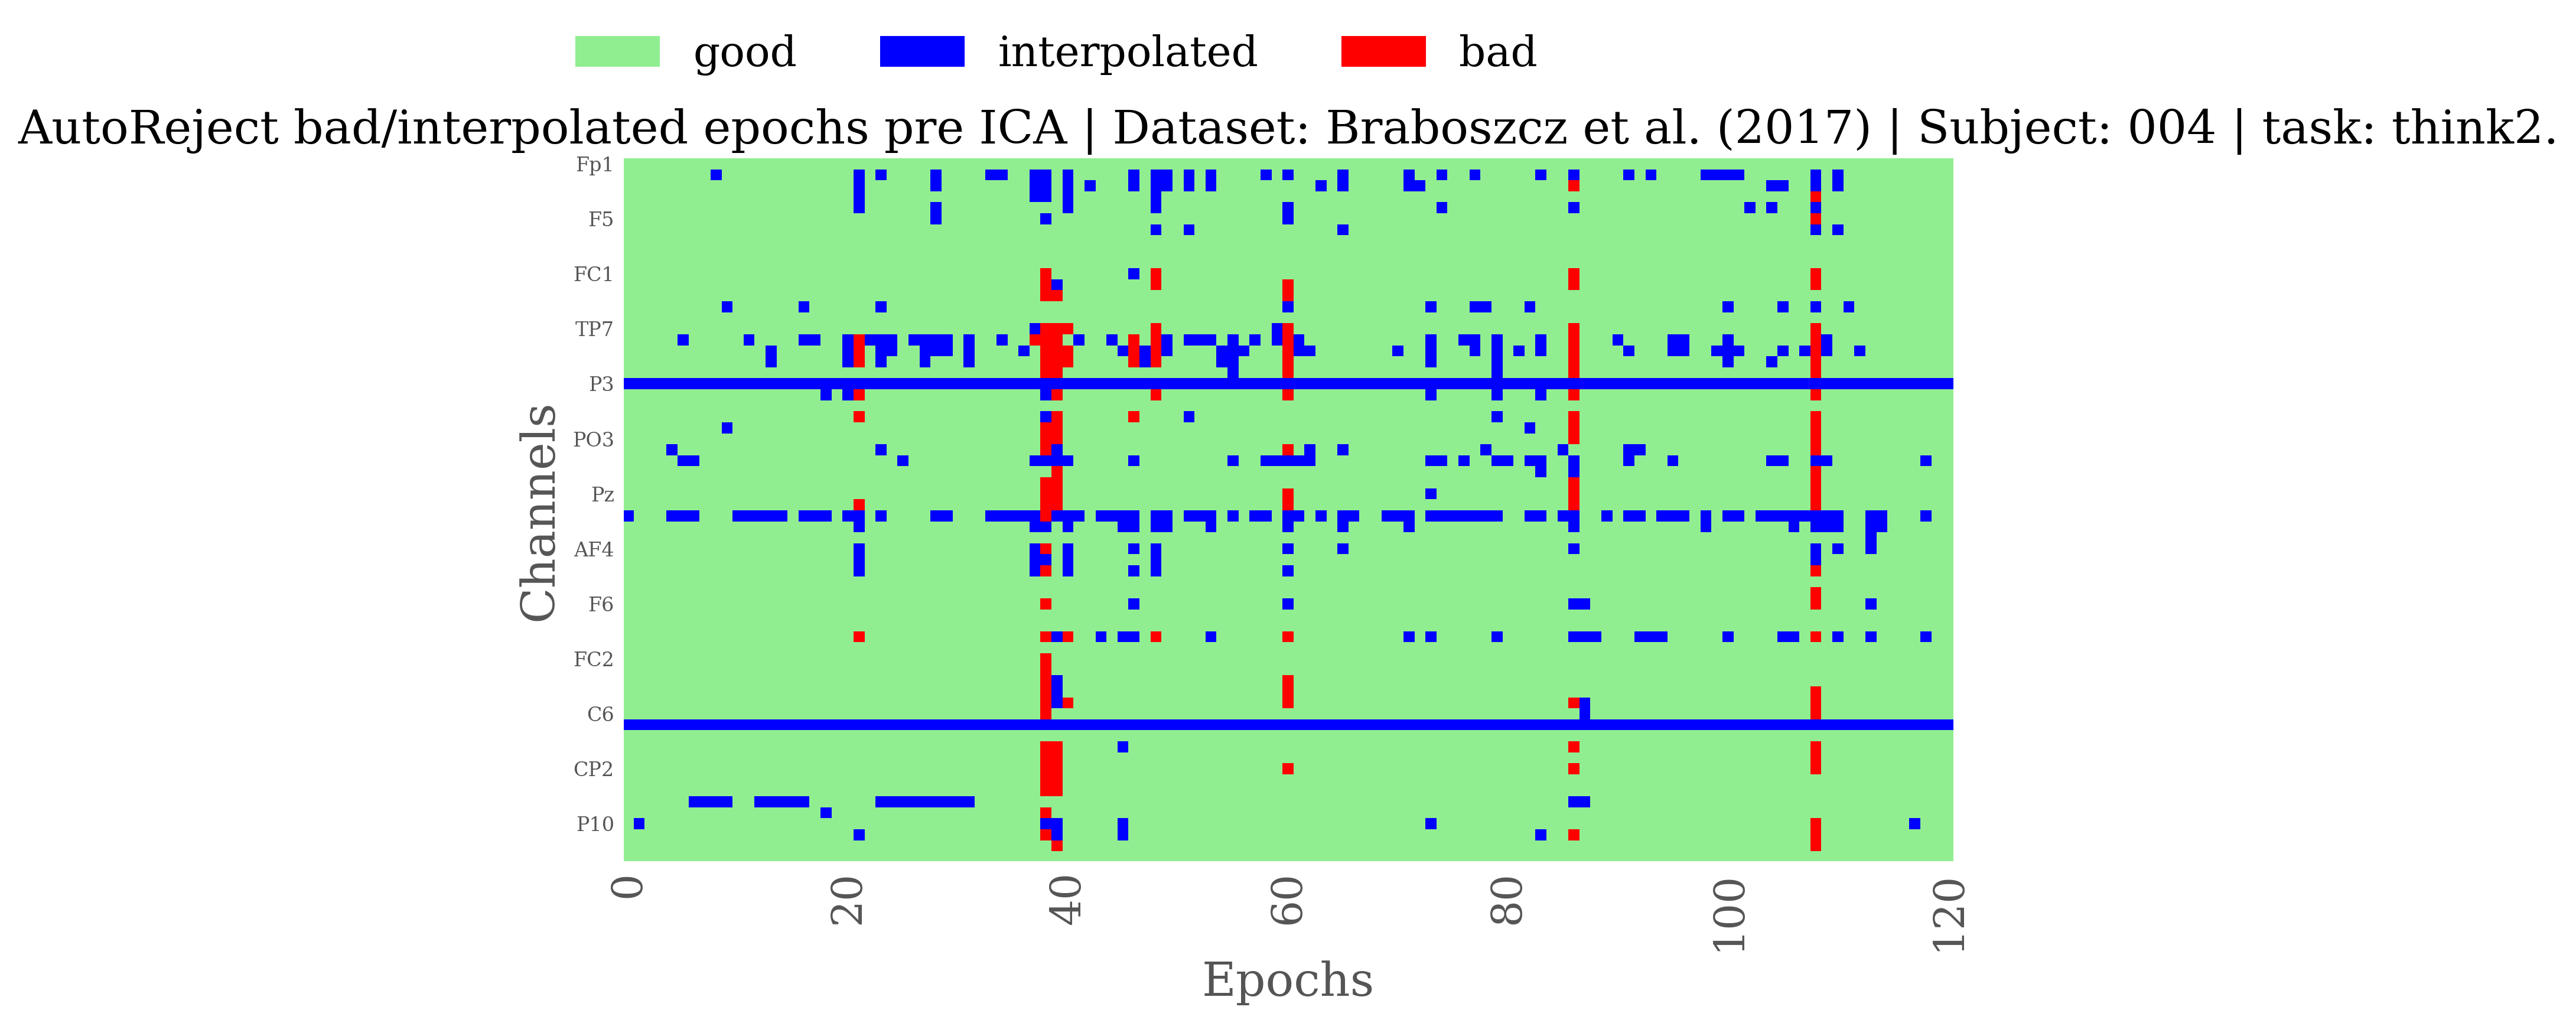 good interpolated bad
AutoReject bad/interpolated epochs pre ICA | Dataset: Braboszcz et al. (2017) | Subject: 004 | task: think2.
Fp1
F5
FC1
TP7
P3
PO3
Pz
AF4
F6
FC2
C6
CP2
P10
Channels
0 20 40 60 80 100 120
Epochs